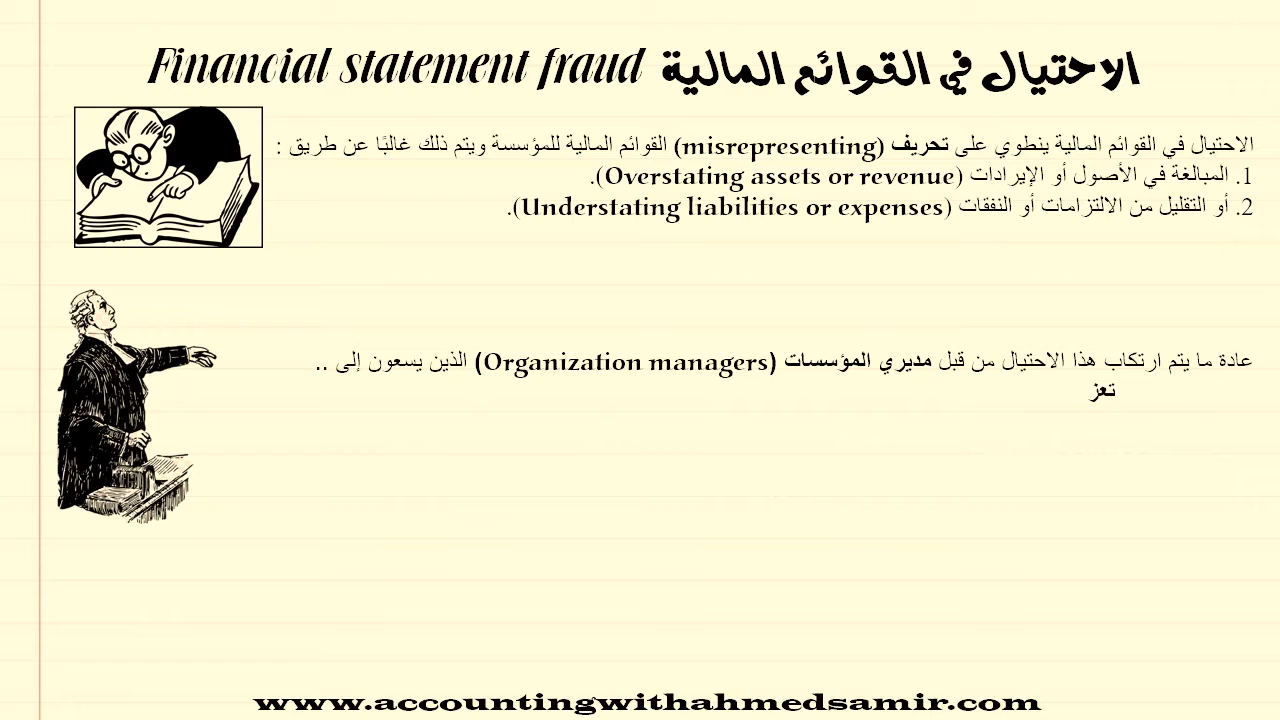 الاحتيال في القوائم المالية Financial statement fraud
الاحتيال في القوائم المالية ينطوي على تحريف (misrepresenting) القوائم المالية للمؤسسة ويتم ذلك غالبًا عن طريق :
1. المبالغة في الأصول أو الإيرادات (Overstating assets or revenue).
2. أو التقليل من الالتزامات أو النفقات (Understating liabilities or expenses).
عادة ما يتم ارتكاب هذا الاحتيال من قبل مديري المؤسسات (Organization managers) الذين يسعون إلى ..
تعز
www.accountingwithahmedsamir.com